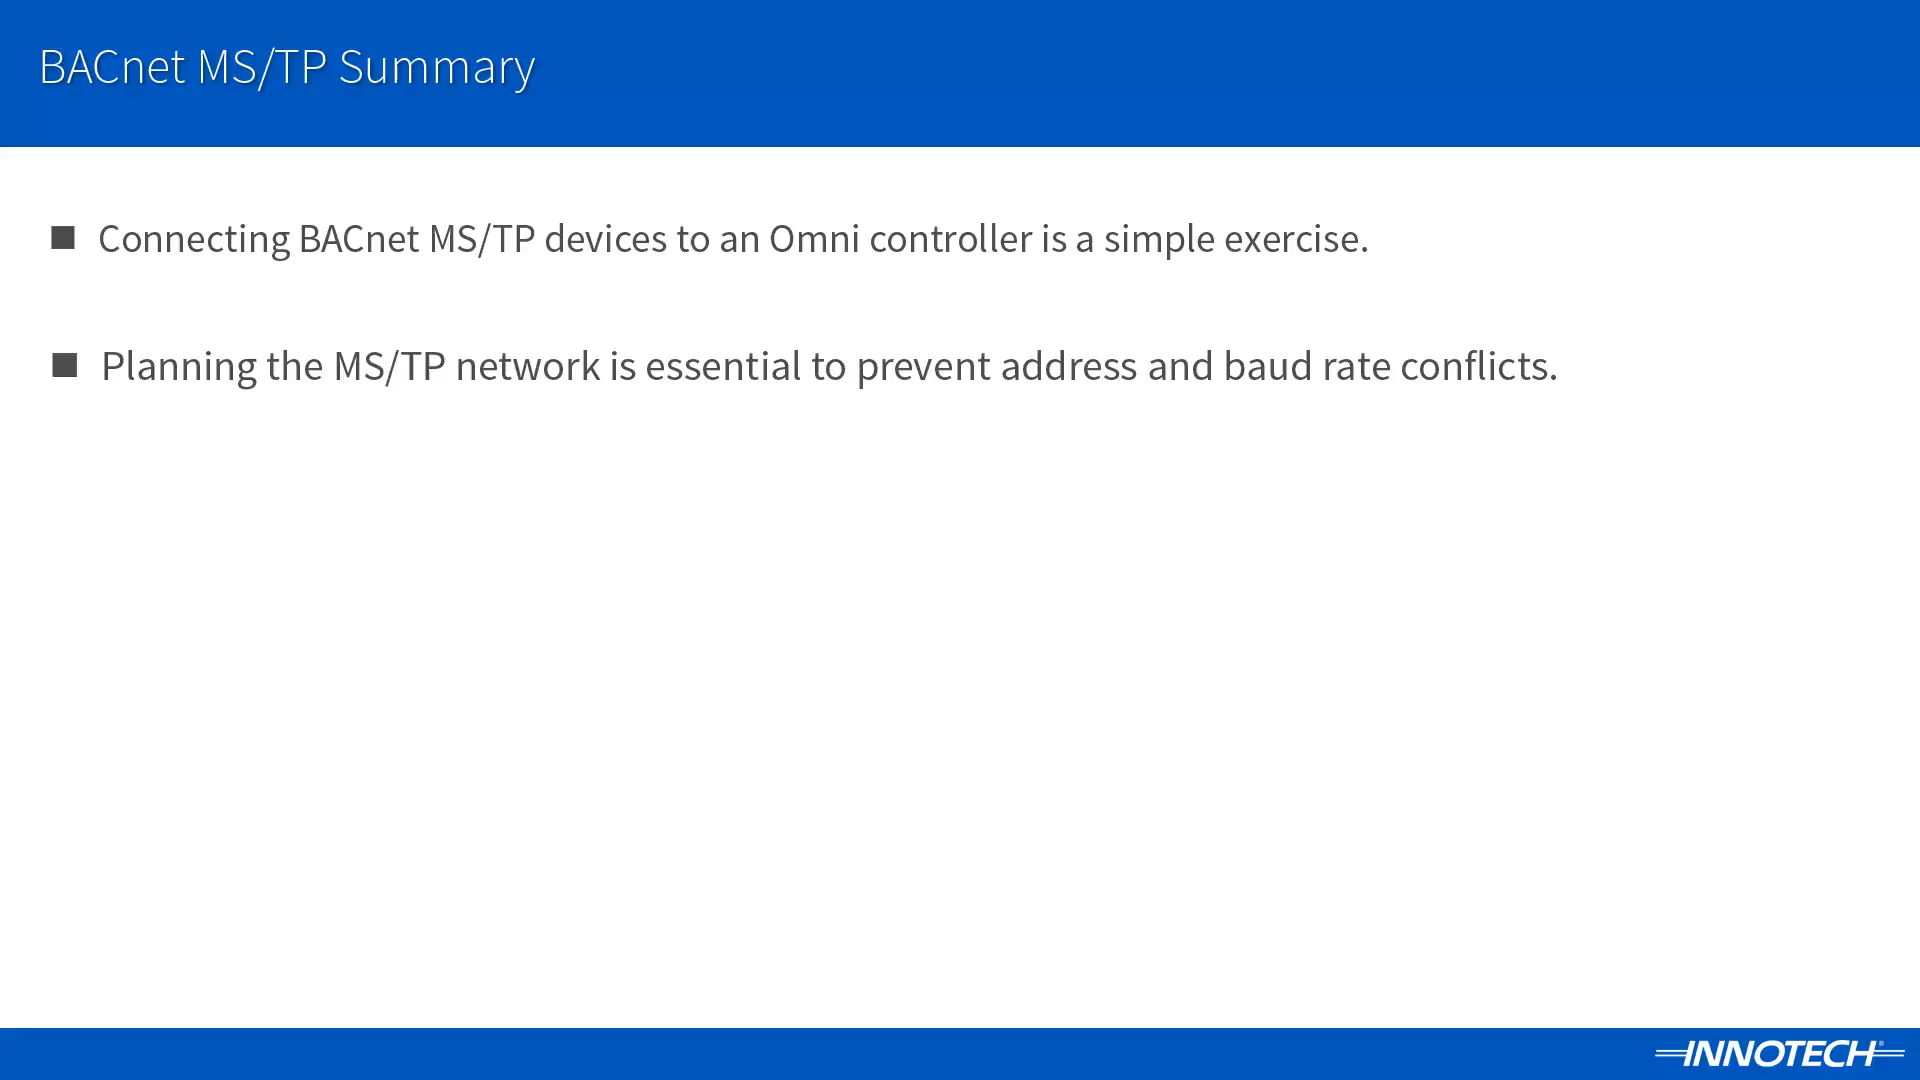 BACnet MS/TP Summary
■ Connecting BACnet MS/TP devices to an Omni controller is a simple exercise.
■ Planning the MS/TP network is essential to prevent address and baud rate conflicts.
INNOTECH®